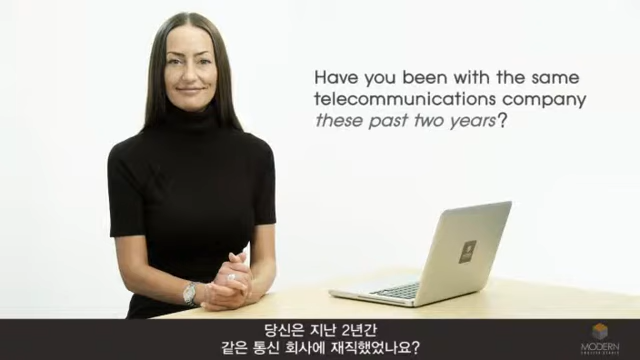 Have you been with the same
telecommunications company
these past two years?
당신은 지난 2년간
같은 통신 회사에 재직했었나요?
MODERN